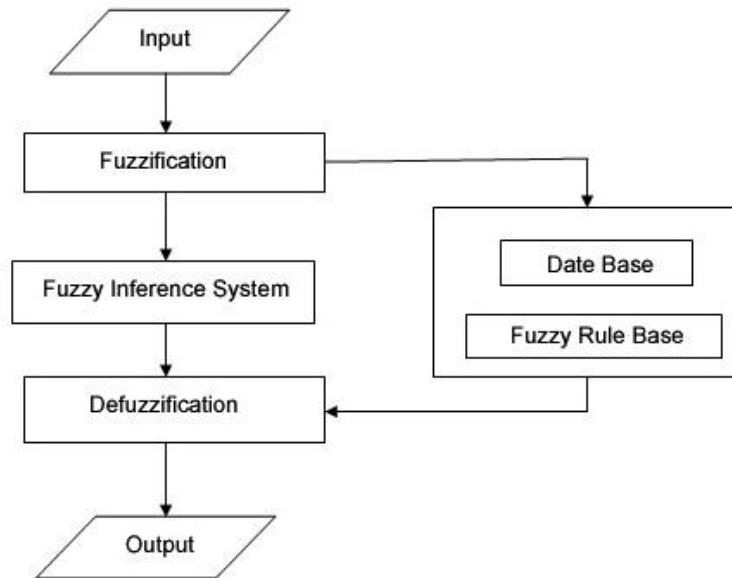 Input
Fuzzification
Fuzzy Inference System
Date Base
Fuzzy Rule Base
Defuzzification
Output